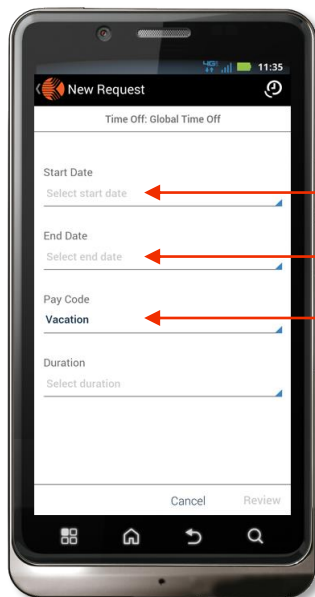 4G 11:35
New Request
Time Off: Global Time Off
Start Date
Select start date
End Date
Select end date
Pay Code
Vacation
Duration
Select duration
Cancel Review